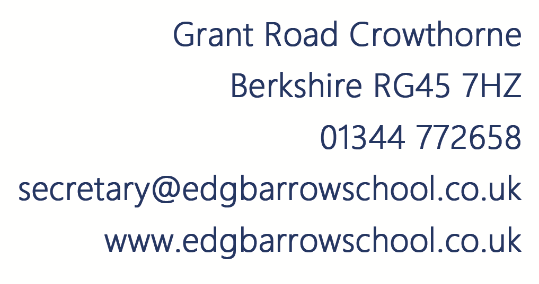 Grant Road Crowthorne
Berkshire RG45 7HZ
01344 772658
secretary@edgbarrowschool.co.uk
www.edgbarrowschool.co.uk